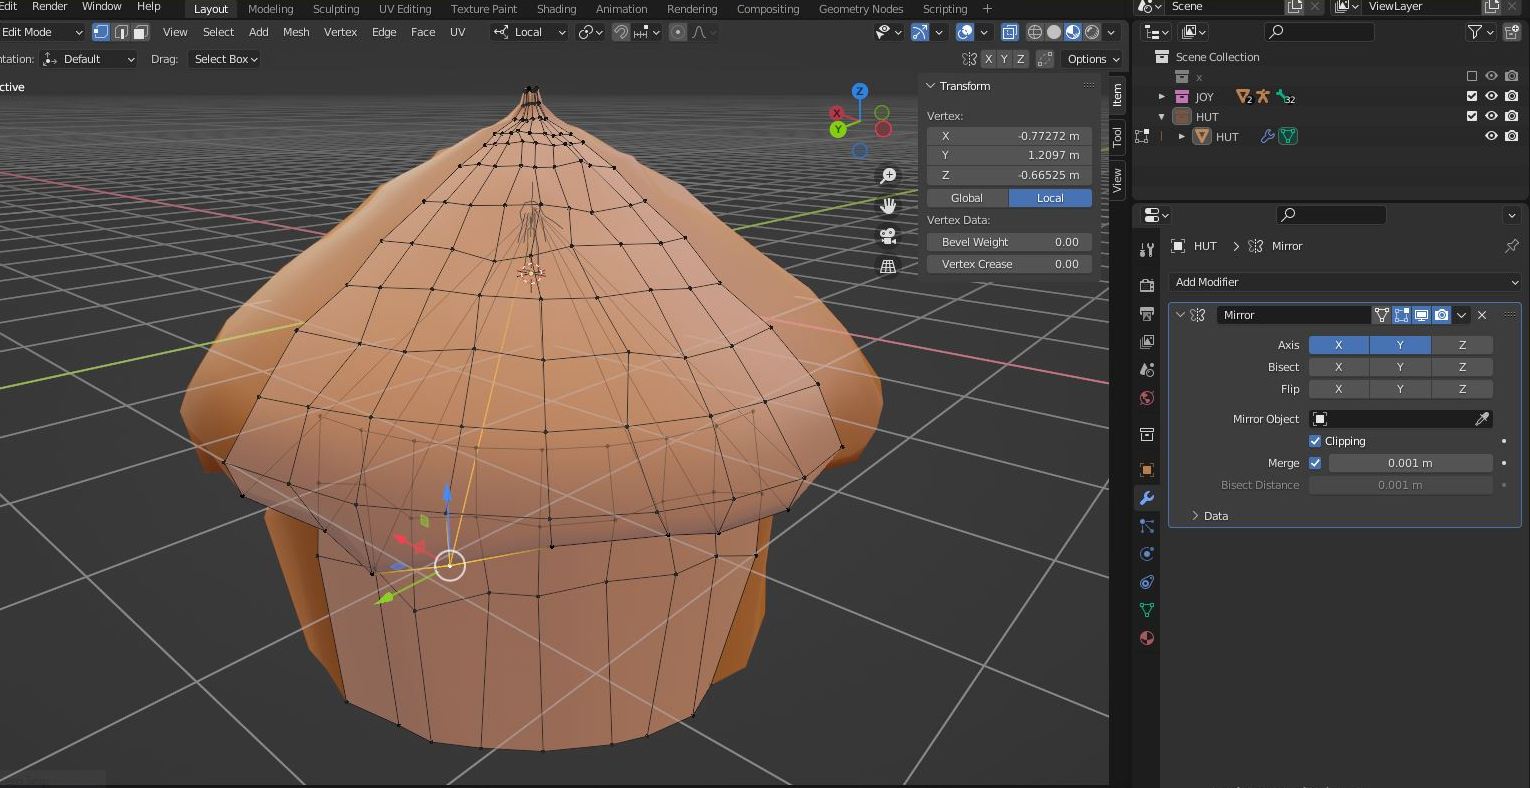 Edit Render Window Help Layout Modeling Sculpting UV Editing Texture Paint Shading Animation Rendering Compositing Geometry Nodes Scripting + Scene ViewLayer
Edit Mode View Select Add Mesh Vertex Edge Face UV Local
Default Drag: Select Box X Y Z Options
Scene Collection
x
JOY 2 32
HUT
HUT
Z
X
Y
Transform
Vertex:
X -0.77272 m
Y 1.2097 m
Z -0.66525 m
Global Local
Vertex Data:
Bevel Weight 0.00
Vertex Crease 0.00
Item
Tool
View
HUT > Mirror
Add Modifier
Mirror
Axis X Y Z
Bisect X Y Z
Flip X Y Z
Mirror Object
Clipping
Merge 0.001 m
Bisect Distance 0.001 m
Data